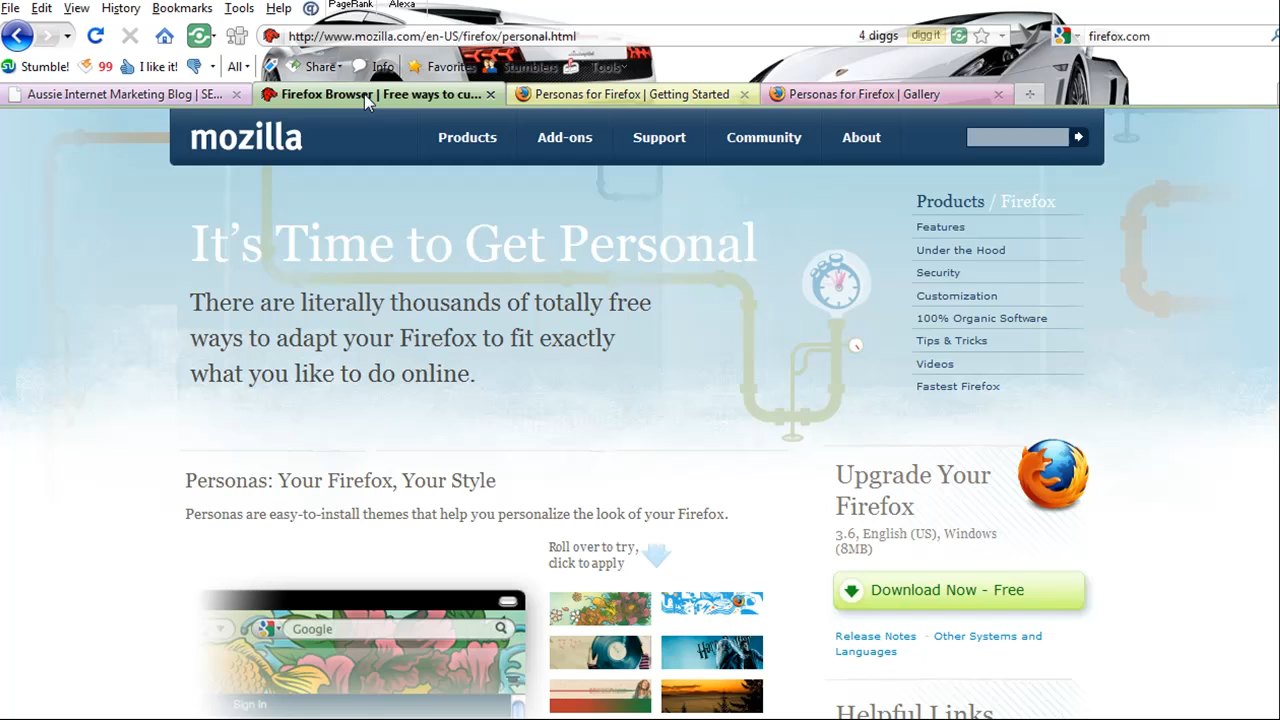 PageRank Alexa
File Edit View History Bookmarks Tools Help
http://www.mozilla.com/en-US/firefox/personal.html 4 diggs digg it firefox.com
Stumble! 99 I like it! All Share Info Favorites Stumblers Tools
Aussie Internet Marketing Blog | SE... Firefox Browser | Free ways to cu... Personas for Firefox | Getting Started Personas for Firefox | Gallery
mozilla Products Add-ons Support Community About
It's Time to Get Personal
There are literally thousands of totally free
ways to adapt your Firefox to fit exactly
what you like to do online.
Products / Firefox
Features
Under the Hood
Security
Customization
100% Organic Software
Tips & Tricks
Videos
Fastest Firefox
Personas: Your Firefox, Your Style
Personas are easy-to-install themes that help you personalize the look of your Firefox.
Roll over to try,
click to apply
Google
Sign In
Upgrade Your
Firefox
3.6, English (US), Windows
(8MB)
Download Now - Free
Release Notes - Other Systems and
Languages
Helpful Links